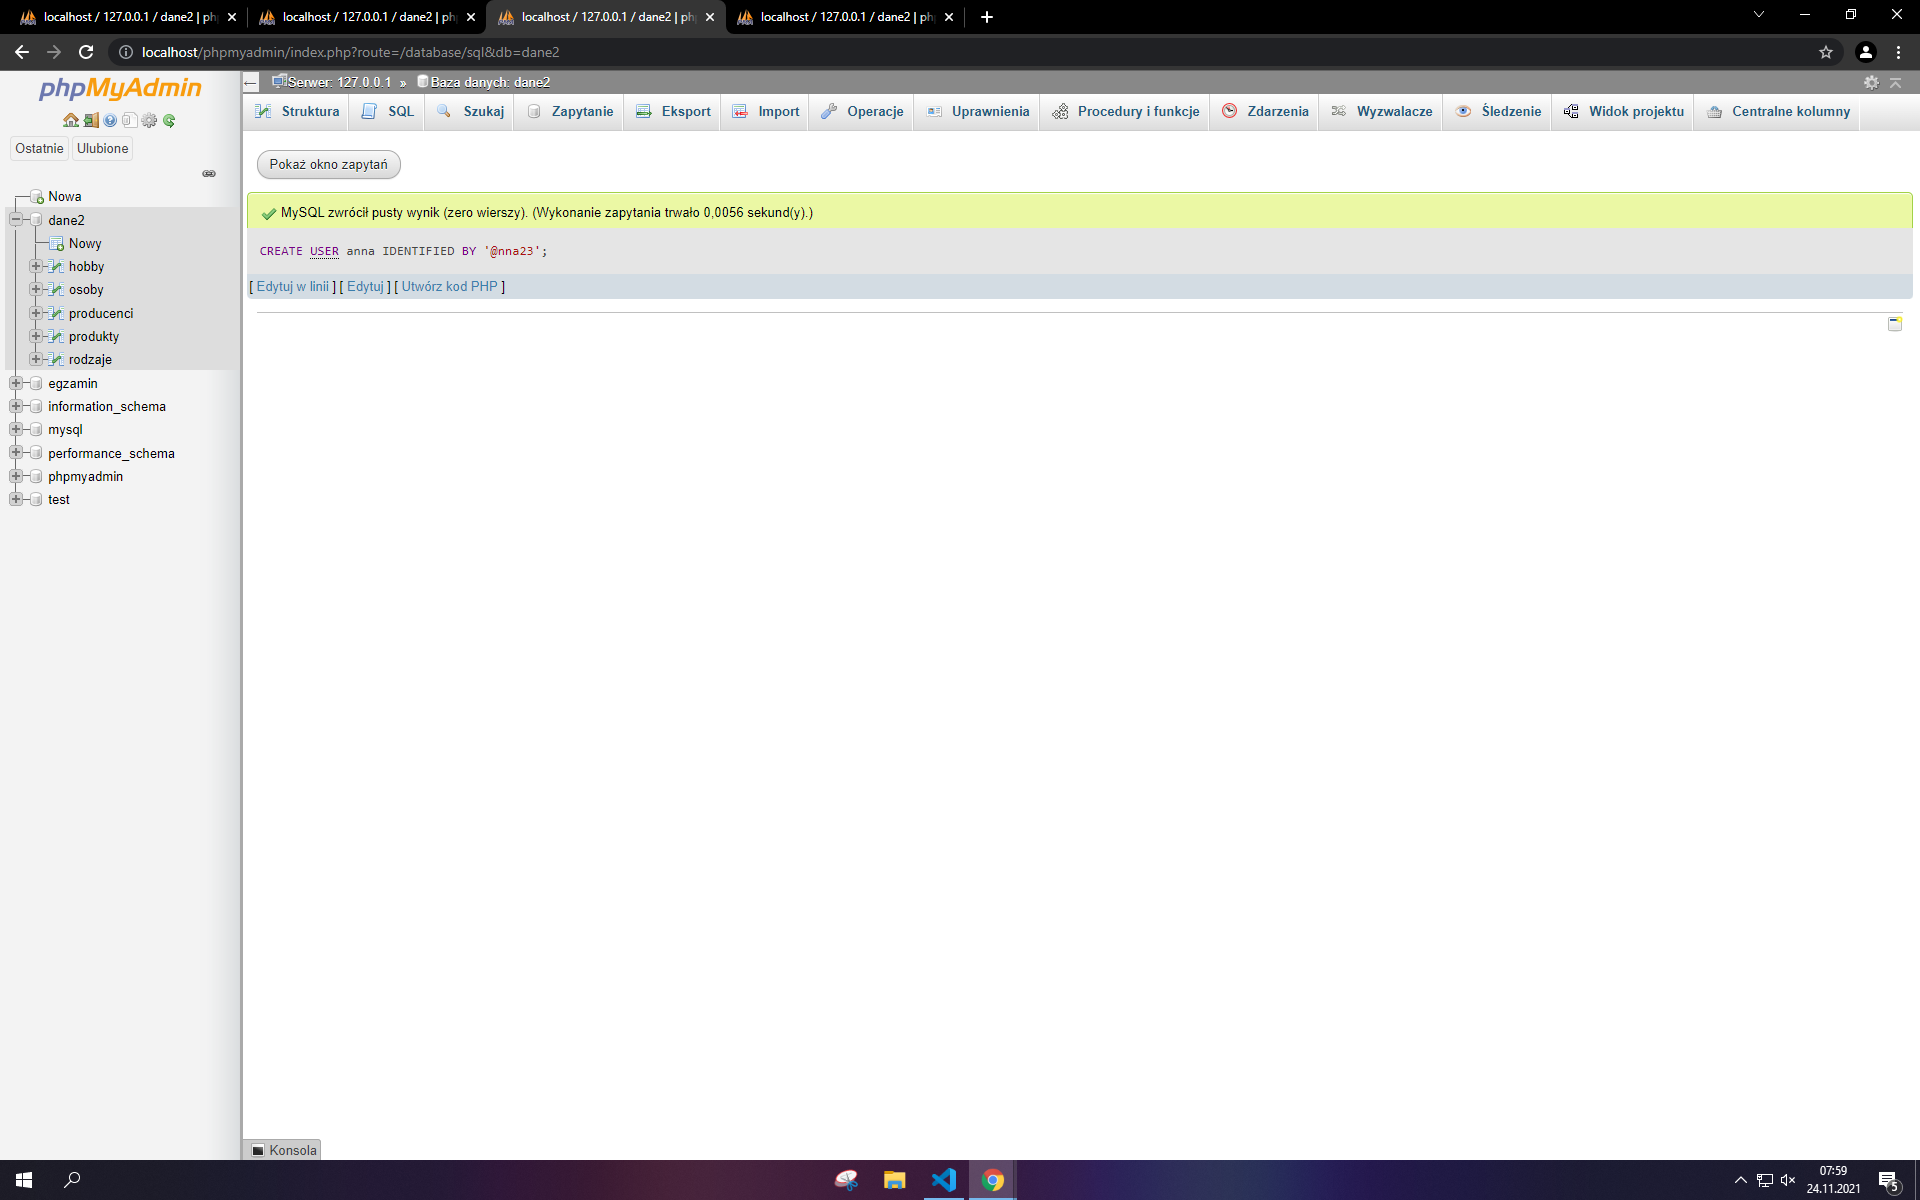 localhost / 127.0.0.1 / dane2 | ph
localhost / 127.0.0.1 / dane2 | ph
localhost / 127.0.0.1 / dane2 | ph
localhost / 127.0.0.1 / dane2 | ph
localhost/phpmyadmin/index.php?route=/database/sql&db=dane2
phpMyAdmin
Ostatnie Ulubione
Nowa
dane2
Nowy
hobby
osoby
producenci
produkty
rodzaje
egzamin
information_schema
mysql
performance_schema
phpmyadmin
test
Serwer: 127.0.0.1 » Baza danych: dane2
Struktura SQL Szukaj Zapytanie Eksport Import Operacje Uprawnienia Procedury i funkcje Zdarzenia Wyzwalacze Śledzenie Widok projektu Centralne kolumny
Pokaż okno zapytań
MySQL zwrócił pusty wynik (zero wierszy). (Wykonanie zapytania trwało 0,0056 sekund(y).)
CREATE USER anna IDENTIFIED BY '@nna23';
[ Edytuj w linii ] [ Edytuj ] [ Utwórz kod PHP ]
Konsola
07:59
24.11.2021
5